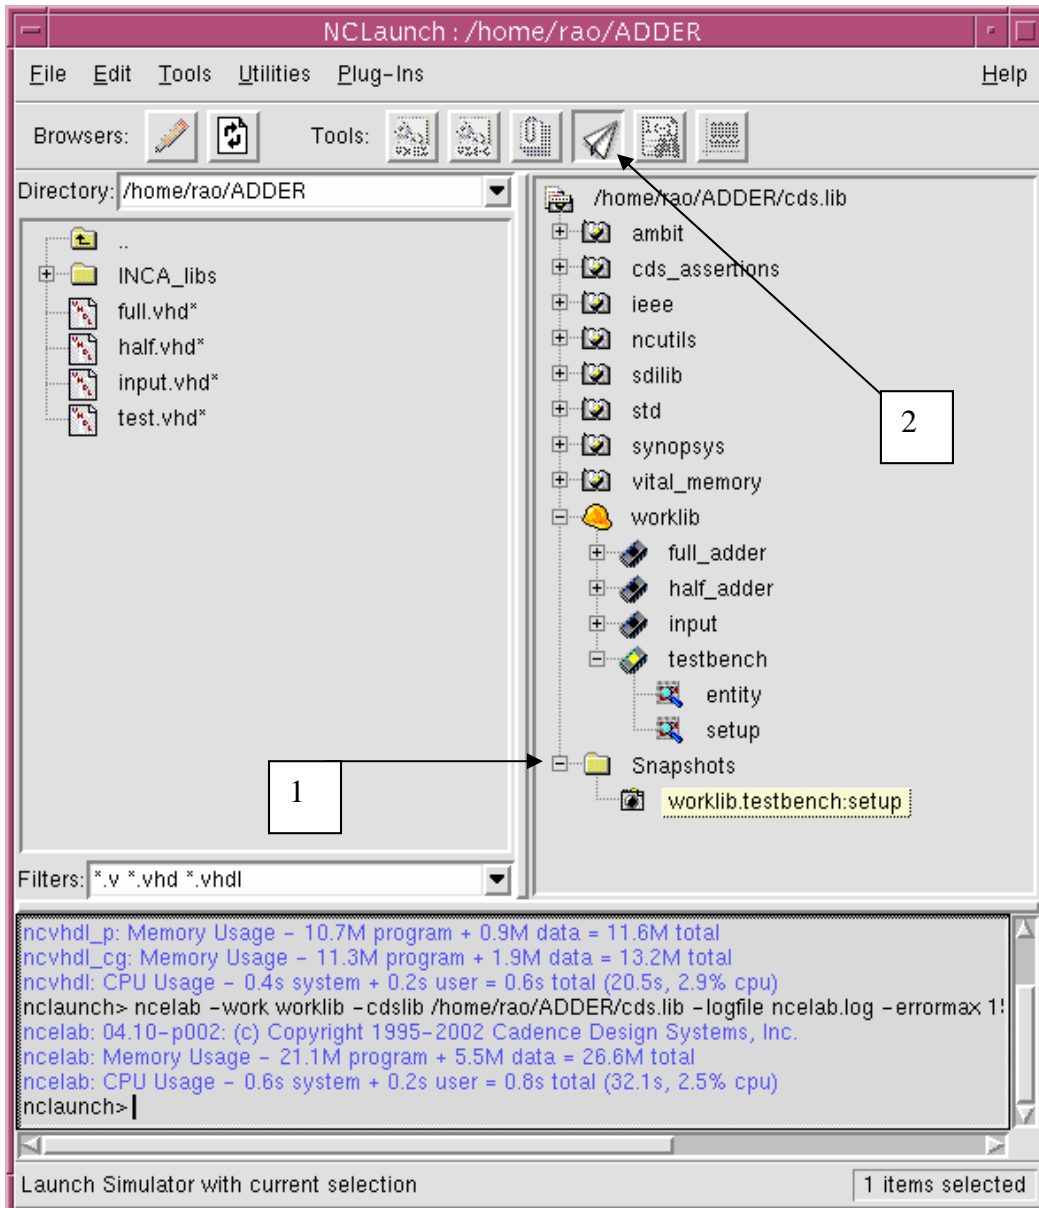 NCLaunch : /home/rao/ADDER
File Edit Tools Utilities Plug-Ins Help
Browsers: Tools:
Directory: /home/rao/ADDER
..
INCA_libs
full.vhd*
half.vhd*
input.vhd*
test.vhd*
/home/rao/ADDER/cds.lib
ambit
cds_assertions
ieee
ncutils
sdilib
std
synopsys
vital_memory
worklib
full_adder
half_adder
input
testbench
entity
setup
Snapshots
worklib.testbench:setup
2
1
Filters: *.v *.vhd *.vhdl
ncvhdl_p: Memory Usage - 10.7M program + 0.9M data = 11.6M total
ncvhdl_cg: Memory Usage - 11.3M program + 1.9M data = 13.2M total
ncvhdl: CPU Usage - 0.4s system + 0.2s user = 0.6s total (20.5s, 2.9% cpu)
nclaunch> ncelab -work worklib -cdslib /home/rao/ADDER/cds.lib -logfile ncelab.log -errormax 1
ncelab: 04.10-p002: (c) Copyright 1995-2002 Cadence Design Systems, Inc.
ncelab: Memory Usage - 21.1M program + 5.5M data = 26.6M total
ncelab: CPU Usage - 0.6s system + 0.2s user = 0.8s total (32.1s, 2.5% cpu)
nclaunch>
Launch Simulator with current selection
1 items selected